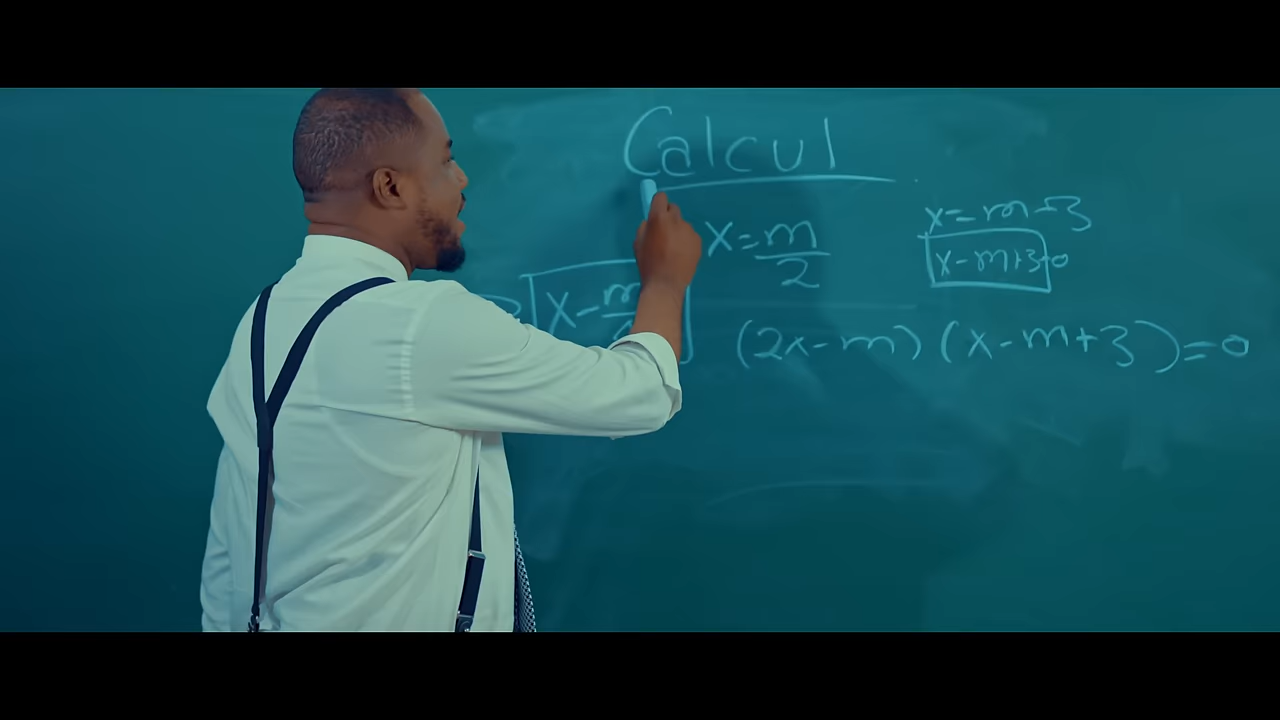 Calcul
x = m/2
x = m - 3
x - m + 3 = 0
x - m
(2x - m) (x - m + 3) = 0